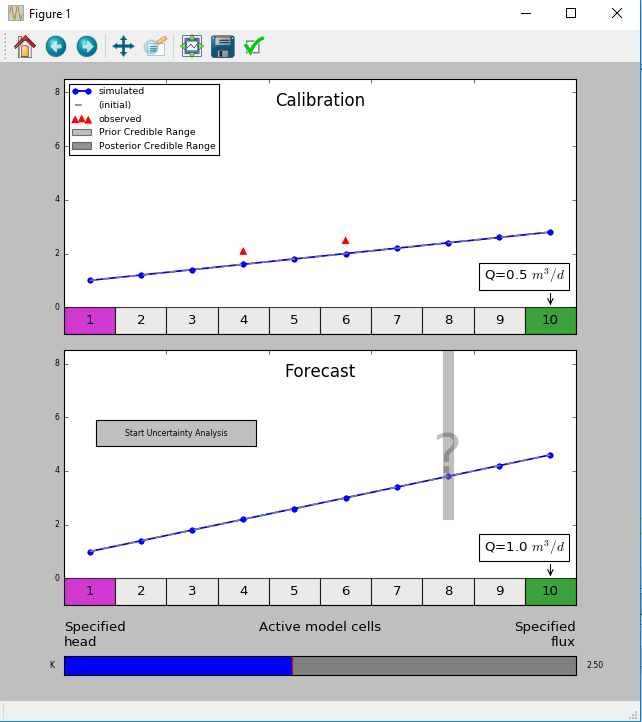 Figure 1
simulated
(initial)
observed
Prior Credible Range
Posterior Credible Range
Calibration
8
6
4
2
0
Q=0.5 m³/d
1 2 3 4 5 6 7 8 9 10
Forecast
8
6
4
2
0
Start Uncertainty Analysis
?
Q=1.0 m³/d
1 2 3 4 5 6 7 8 9 10
Specified head
Active model cells
Specified flux
K
2.50